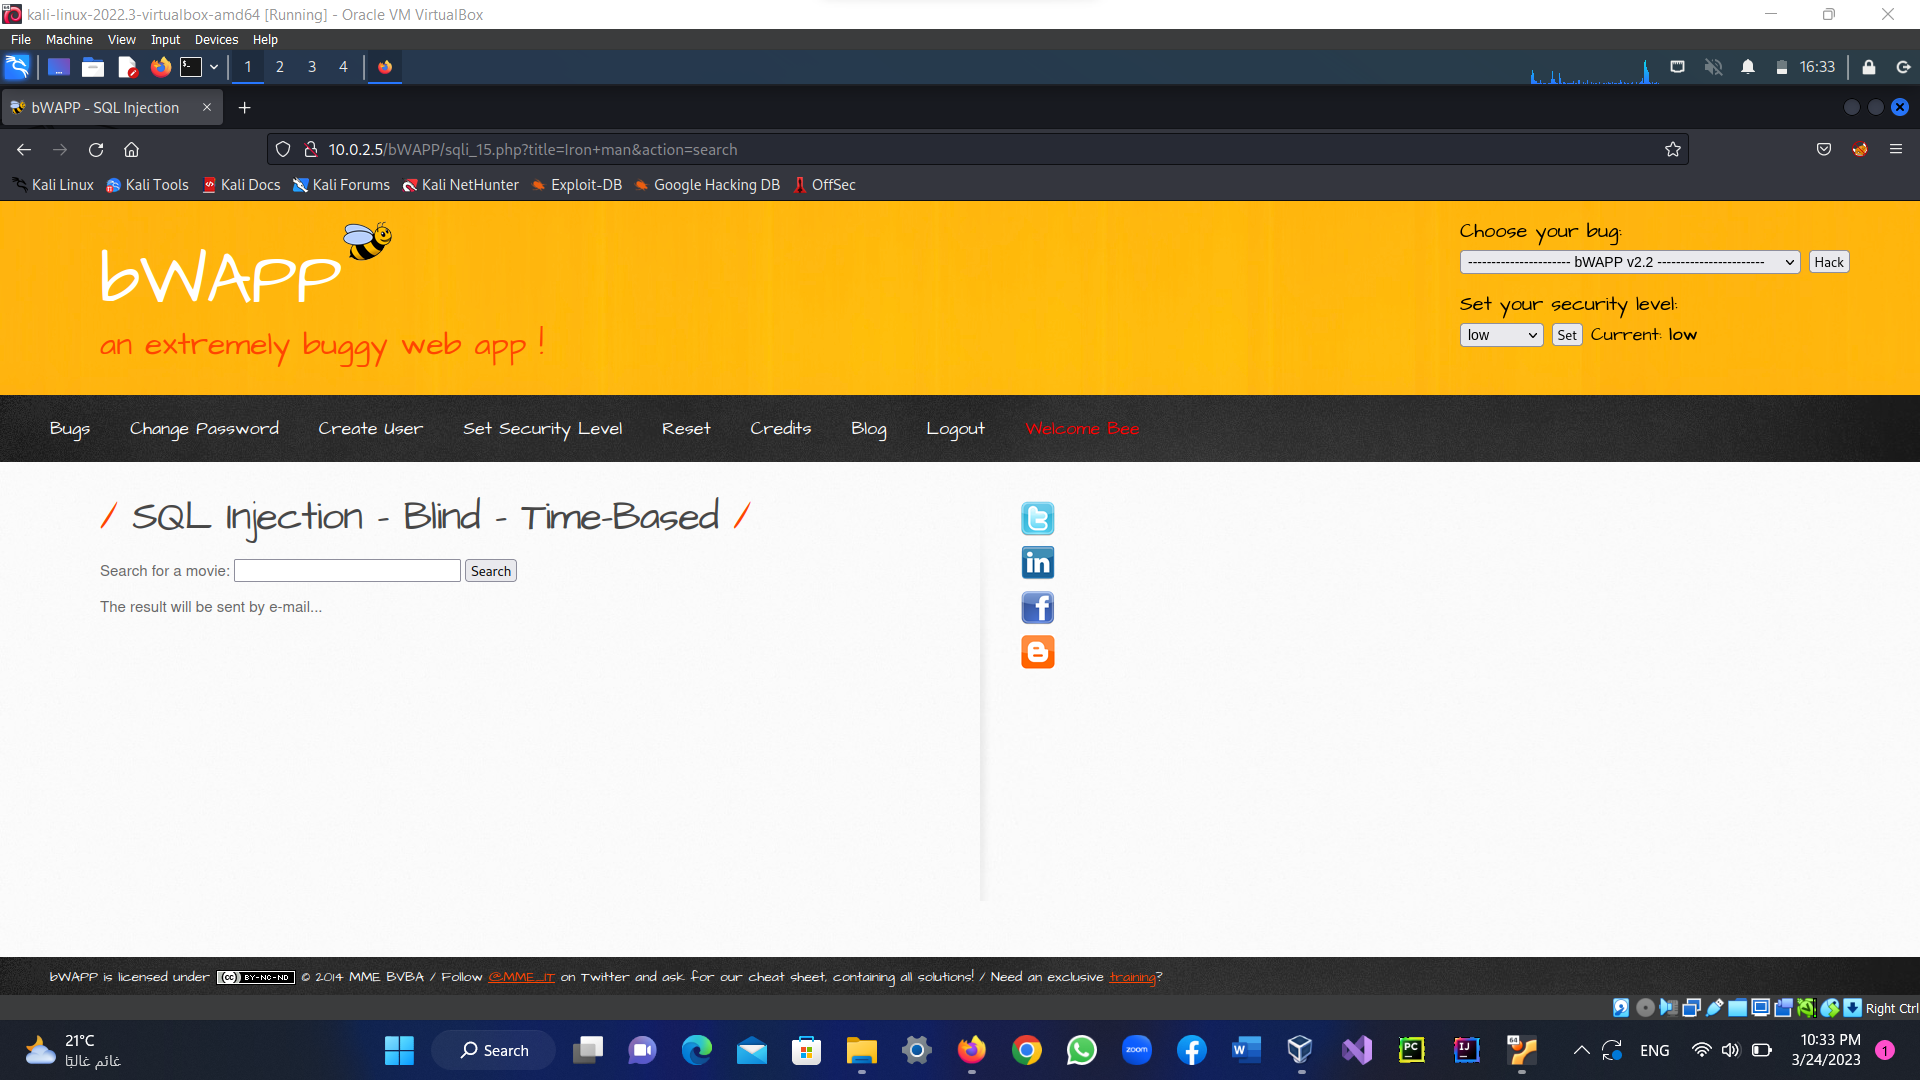 kali-linux-2022.3-virtualbox-amd64 [Running] - Oracle VM VirtualBox
File Machine View Input Devices Help
1 2 3 4 16:33
bWAPP - SQL Injection
10.0.2.5/bWAPP/sqli_15.php?title=Iron+man&action=search
Kali Linux Kali Tools Kali Docs Kali Forums Kali NetHunter Exploit-DB Google Hacking DB OffSec
bWAPP
an extremely buggy web app !
Choose your bug:
---------------------- bWAPP v2.2 ----------------------- Hack
Set your security level:
low Set Current: low
Bugs Change Password Create User Set Security Level Reset Credits Blog Logout Welcome Bee
/ SQL Injection - Blind - Time-Based /
Search for a movie: Search
The result will be sent by e-mail...
bWAPP is licensed under (cc) BY-NC-ND © 2014 MME BVBA / Follow @MME_IT on Twitter and ask for our cheat sheet, containing all solutions! / Need an exclusive training?
Right Ctrl
21°C
غائم غالبًا
Search
ENG
10:33 PM
3/24/2023
1